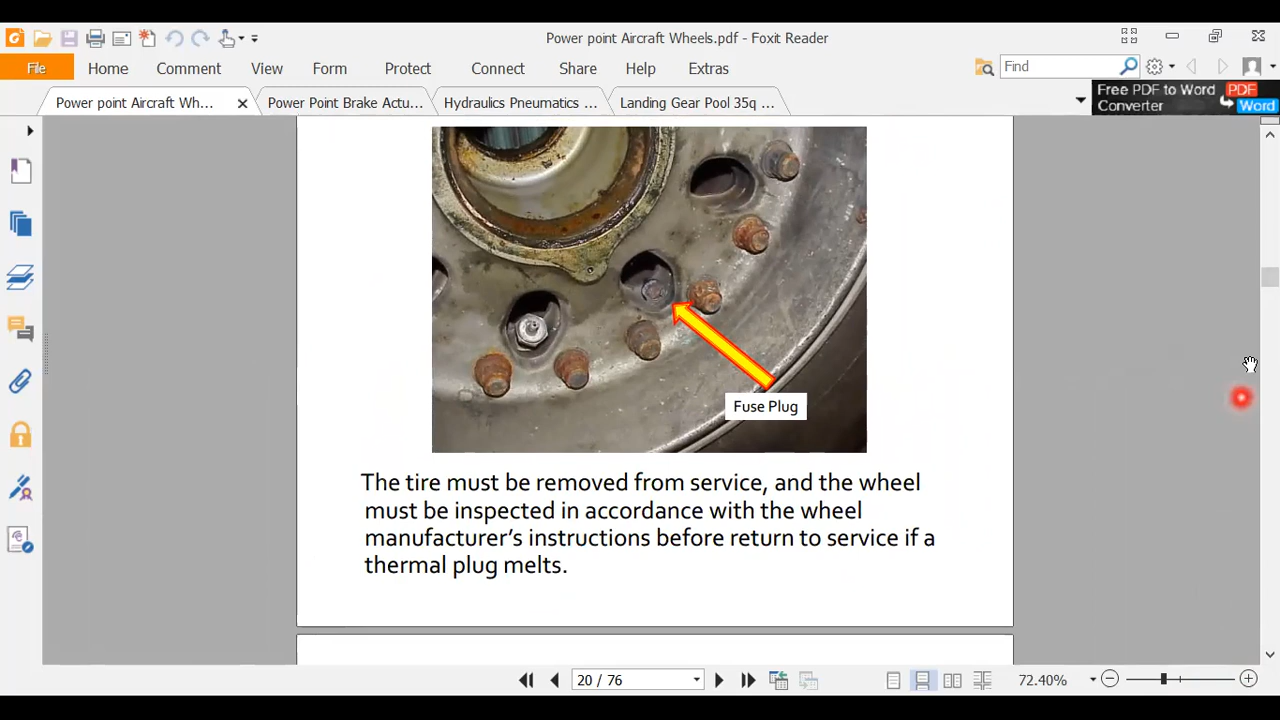 Power point Aircraft Wheels.pdf - Foxit Reader
File Home Comment View Form Protect Connect Share Help Extras
Find
Power point Aircraft Wh...
Power Point Brake Actu...
Hydraulics Pneumatics ...
Landing Gear Pool 35q ...
Free PDF to Word
Converter
PDF
Word
Fuse Plug
The tire must be removed from service, and the wheel
must be inspected in accordance with the wheel
manufacturer’s instructions before return to service if a
thermal plug melts.
20 / 76
72.40%